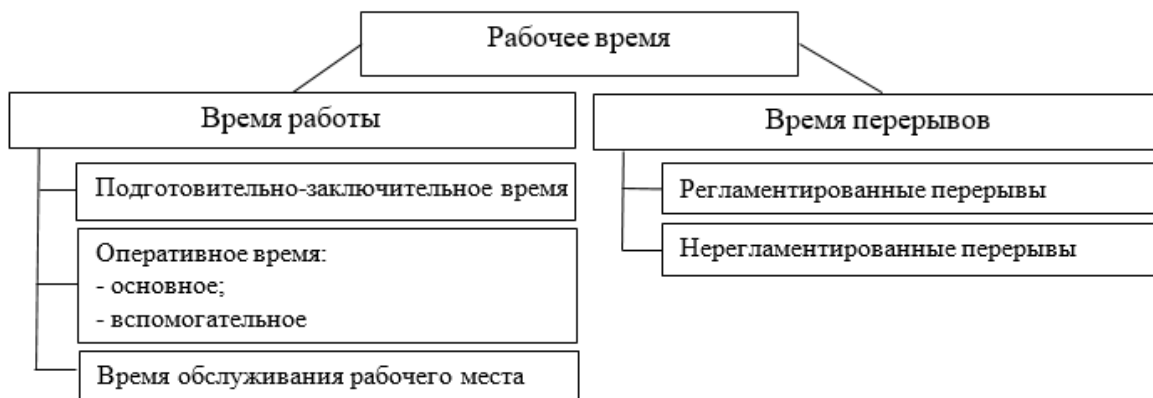 Рабочее время
Время работы
Подготовительно-заключительное время
Оперативное время:
- основное;
- вспомогательное
Время обслуживания рабочего места
Время перерывов
Регламентированные перерывы
Нерегламентированные перерывы